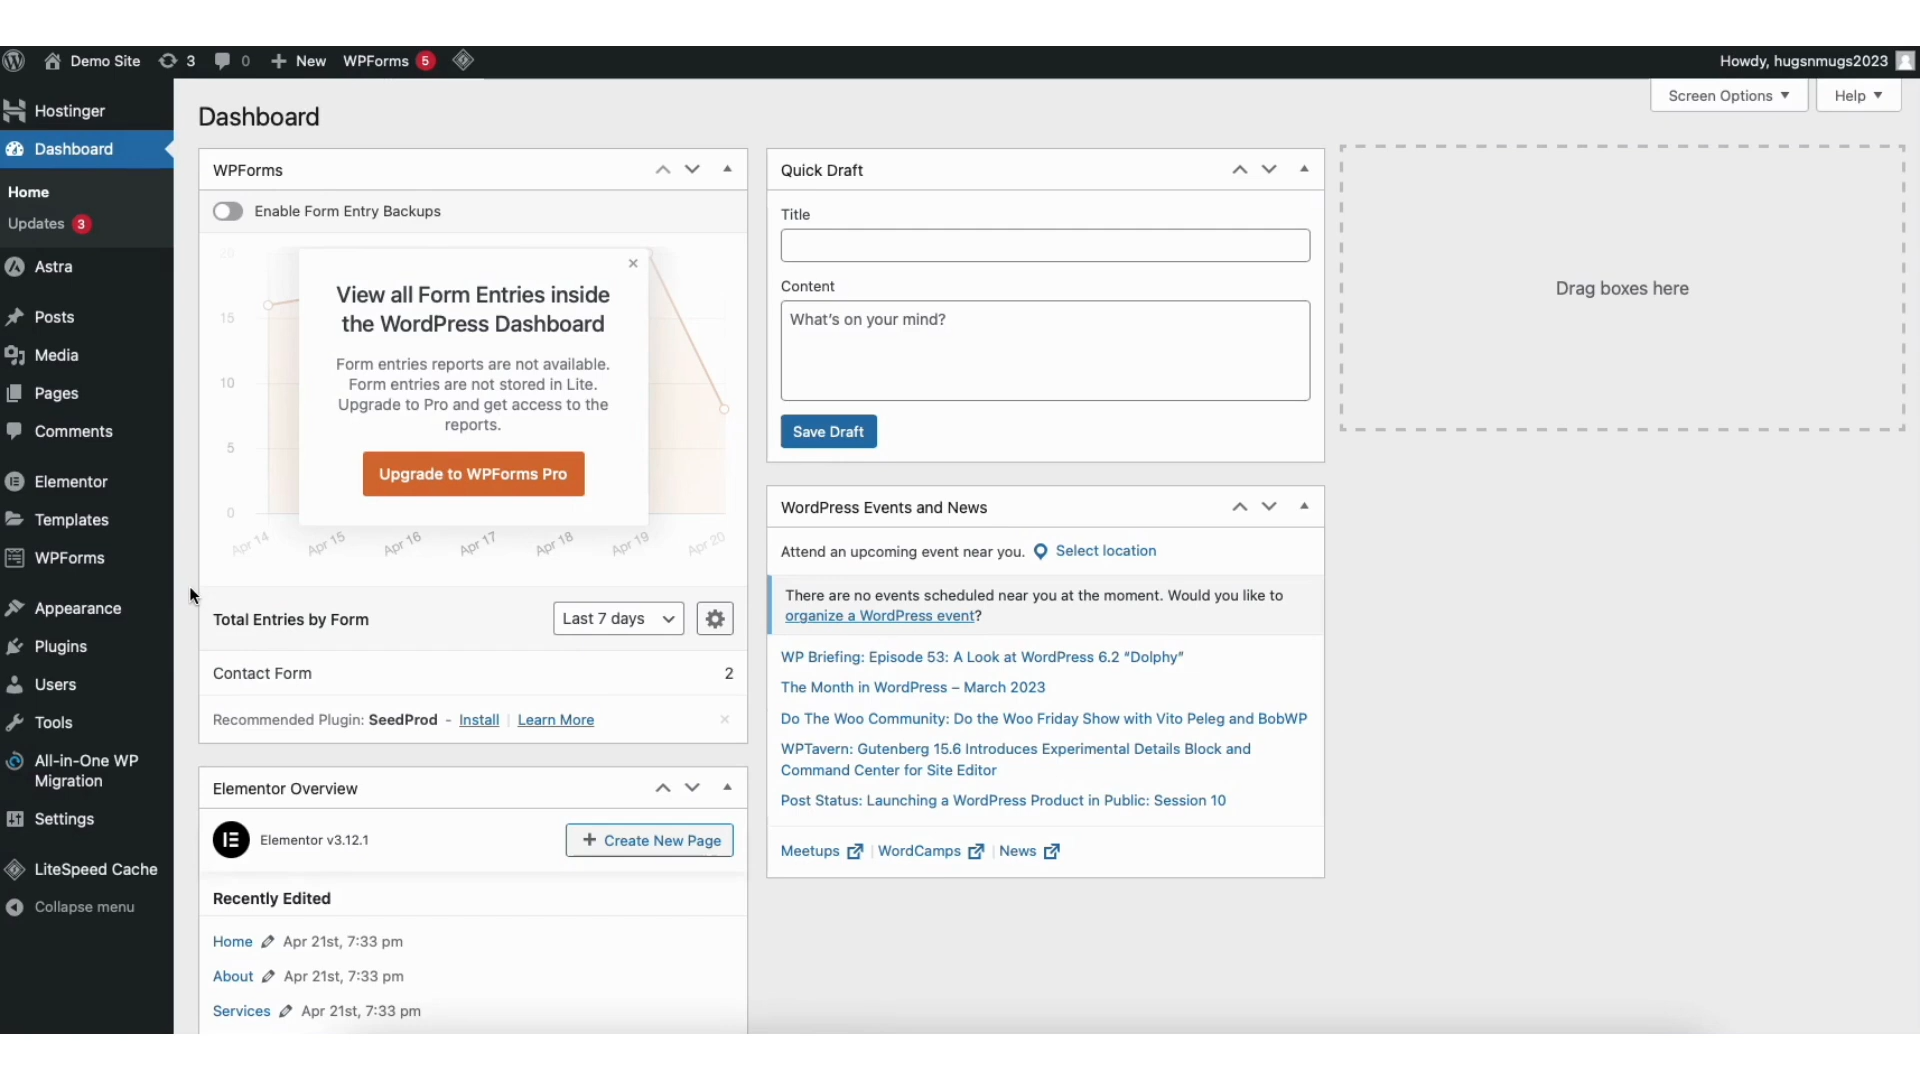 Demo Site 3 0 New WPForms 5 Howdy, hugsnmugs2023
Hostinger
Dashboard
Home
Updates 3
Astra
Posts
Media
Pages
Comments
Elementor
Templates
WPForms
Appearance
Plugins
Users
Tools
All-in-One WP
Migration
Settings
LiteSpeed Cache
Collapse menu
Screen Options Help
Dashboard
WPForms
Enable Form Entry Backups
20
15
10
5
0
View all Form Entries inside
the WordPress Dashboard
Form entries reports are not available.
Form entries are not stored in Lite.
Upgrade to Pro and get access to the
reports.
Upgrade to WPForms Pro
Apr 14 Apr 15 Apr 16 Apr 17 Apr 18 Apr 19 Apr 20
Total Entries by Form Last 7 days
Contact Form 2
Recommended Plugin: SeedProd - Install | Learn More
Elementor Overview
Elementor v3.12.1 + Create New Page
Recently Edited
Home Apr 21st, 7:33 pm
About Apr 21st, 7:33 pm
Services Apr 21st, 7:33 pm
Quick Draft
Title
Content
What's on your mind?
Save Draft
WordPress Events and News
Attend an upcoming event near you. Select location
There are no events scheduled near you at the moment. Would you like to
organize a WordPress event?
WP Briefing: Episode 53: A Look at WordPress 6.2 “Dolphy”
The Month in WordPress – March 2023
Do The Woo Community: Do the Woo Friday Show with Vito Peleg and BobWP
WPTavern: Gutenberg 15.6 Introduces Experimental Details Block and
Command Center for Site Editor
Post Status: Launching a WordPress Product in Public: Session 10
Meetups | WordCamps | News
Drag boxes here